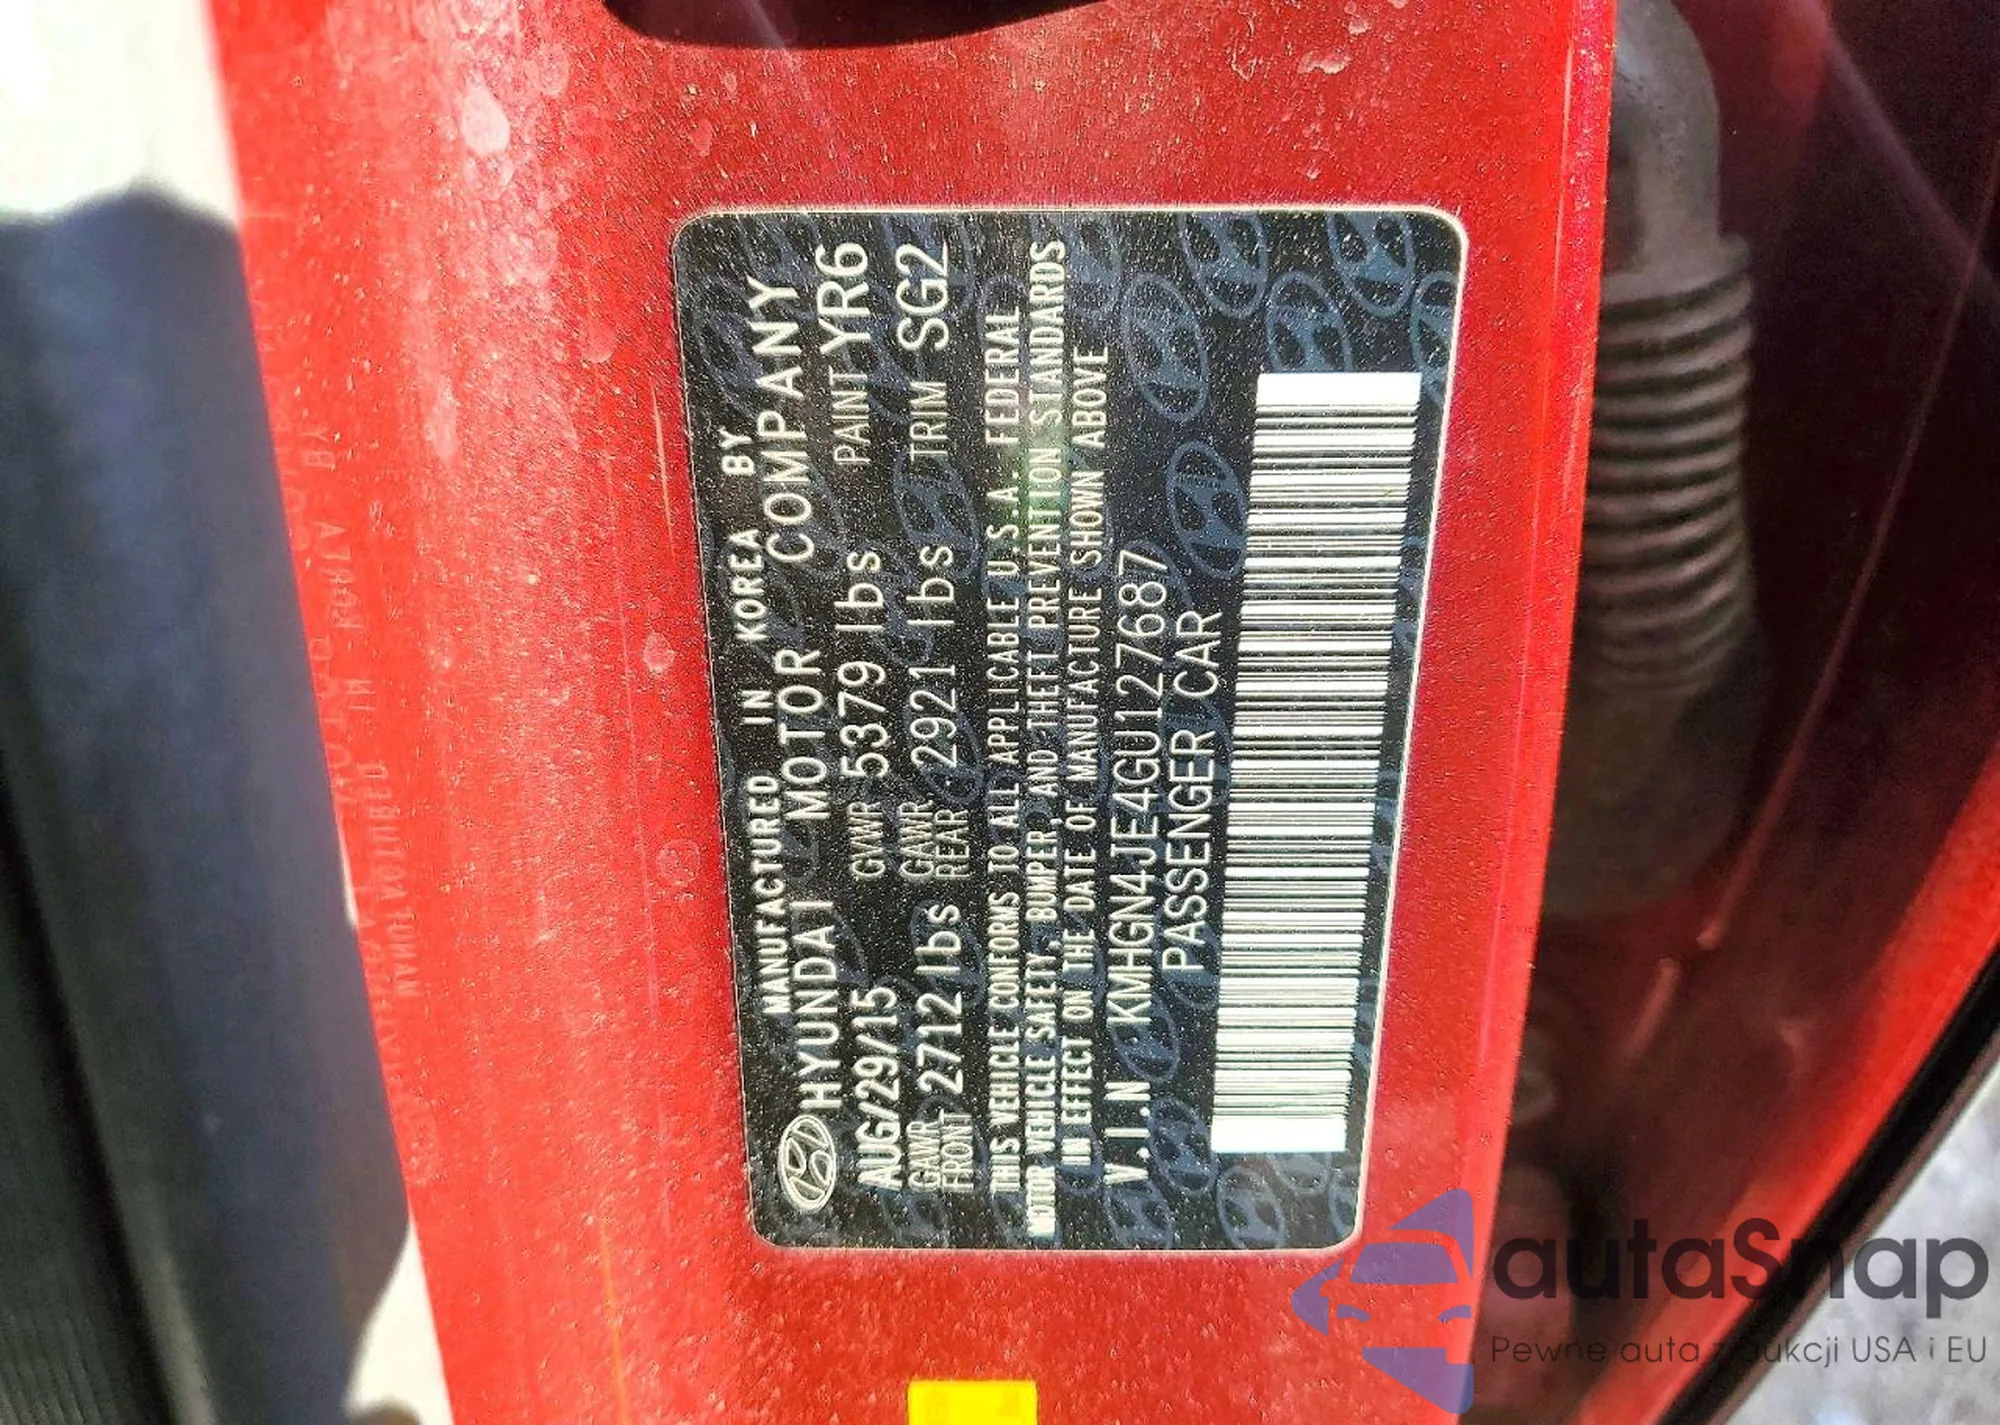 MANUFACTURED IN KOREA BY
HYUNDAI MOTOR COMPANY
AUG/29/15 GVWR 5379 lbs PAINT YR6
GAWR FRONT 2712 lbs GAWR REAR 2921 lbs TRIM SG2
THIS VEHICLE CONFORMS TO ALL APPLICABLE U.S.A. FEDERAL
MOTOR VEHICLE SAFETY, BUMPER, AND THEFT PREVENTION STANDARDS
IN EFFECT ON THE DATE OF MANUFACTURE SHOWN ABOVE
V.I.N KMHGN4JE4GU127687
PASSENGER CAR
autaSnap
Pewne auta z aukcji USA i EU